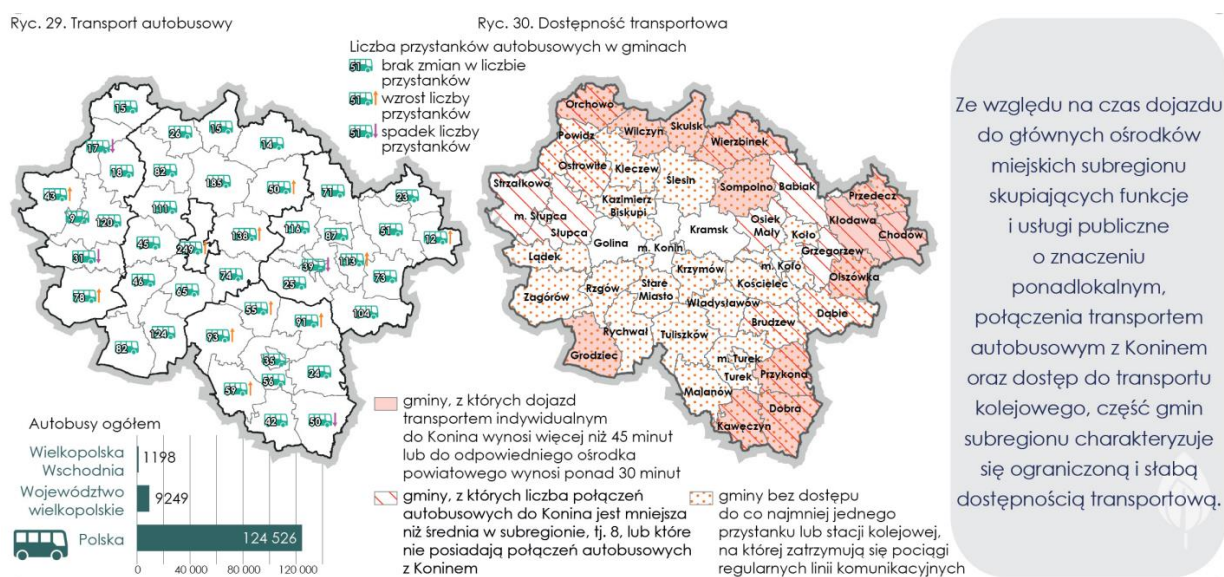 Ryc. 29. Transport autobusowy
Ryc. 30. Dostępność transportowa
Liczba przystanków autobusowych w gminach
51 brak zmian w liczbie
przystanków
51 wzrost liczby
przystanków
51 spadek liczby
przystanków
15
26
15
14
17
18
82
185
50
71
23
43
9
120
111
138
116
87
51
12
31
45
249
39
113
73
78
46
65
74
25
104
82
124
55
91
93
35
58
24
59
42
50
Autobusy ogółem
Wielkopolska
Wschodnia
1198
Województwo
wielkopolskie
9249
Polska
124 526
0 40 000 80 000 120 000
Orchowo
Powidz
Wilczyn
Skulsk
Wierzbinek
Ostrowite
Kleczew
Ślesin
Strzałkowo
Sompolno
Babiak
Przedecz
Kazimierz
Biskupi
m. Słupca
Słupca
Osiek
Mały
Koło
Kłodawa
Chodów
Golina
m. Konin
Kramsk
Grzegorzew
Lądek
m. Koło
Olszówka
Krzymów
Zagórów
Rzgów
Stare
Miasto
Kościelec
Władysławów
Dąbie
Brudzew
Rychwał
Tuliszków
Grodziec
m. Turek
Turek
Przykona
Malanów
Dobra
Kawęczyn
gminy, z których dojazd
transportem indywidualnym
do Konina wynosi więcej niż 45 minut
lub do odpowiedniego ośrodka
powiatowego wynosi ponad 30 minut
gminy, z których liczba połączeń
autobusowych do Konina jest mniejsza
niż średnia w subregionie, tj. 8, lub które
nie posiadają połączeń autobusowych
z Koninem
gminy bez dostępu
do co najmniej jednego
przystanku lub stacji kolejowej,
na której zatrzymują się pociągi
regularnych linii komunikacyjnych
Ze względu na czas dojazdu
do głównych ośrodków
miejskich subregionu
skupiających funkcje
i usługi publiczne
o znaczeniu
ponadlokalnym,
połączenia transportem
autobusowym z Koninem
oraz dostęp do transportu
kolejowego, część gmin
subregionu charakteryzuje
się ograniczoną i słabą
dostępnością transportową.